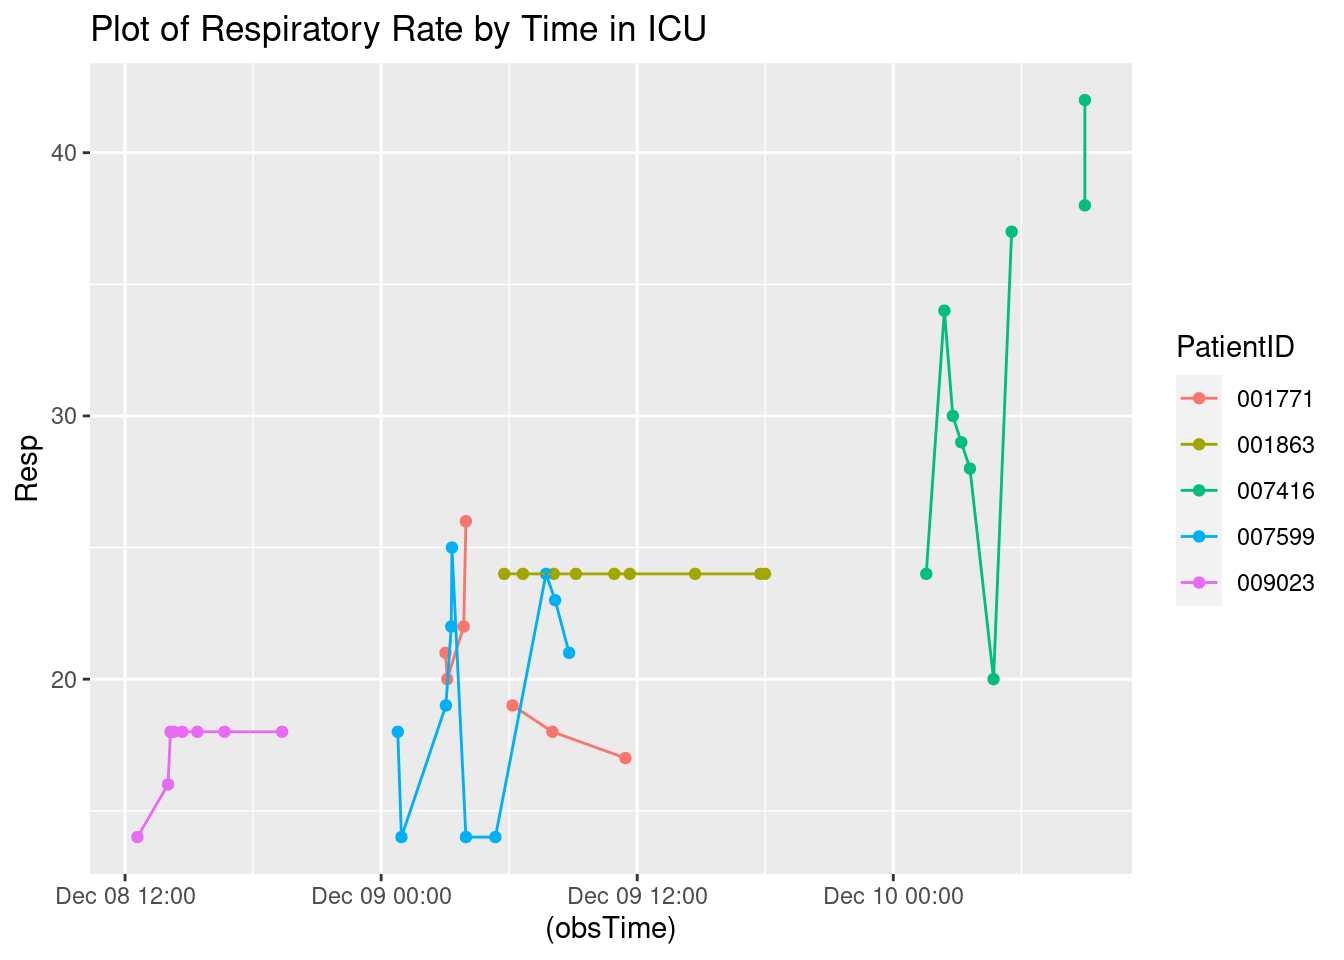 Plot of Respiratory Rate by Time in ICU
40
30
20
Resp
Dec 08 12:00
Dec 09 00:00
Dec 09 12:00
Dec 10 00:00
(obsTime)
PatientID
001771
001863
007416
007599
009023